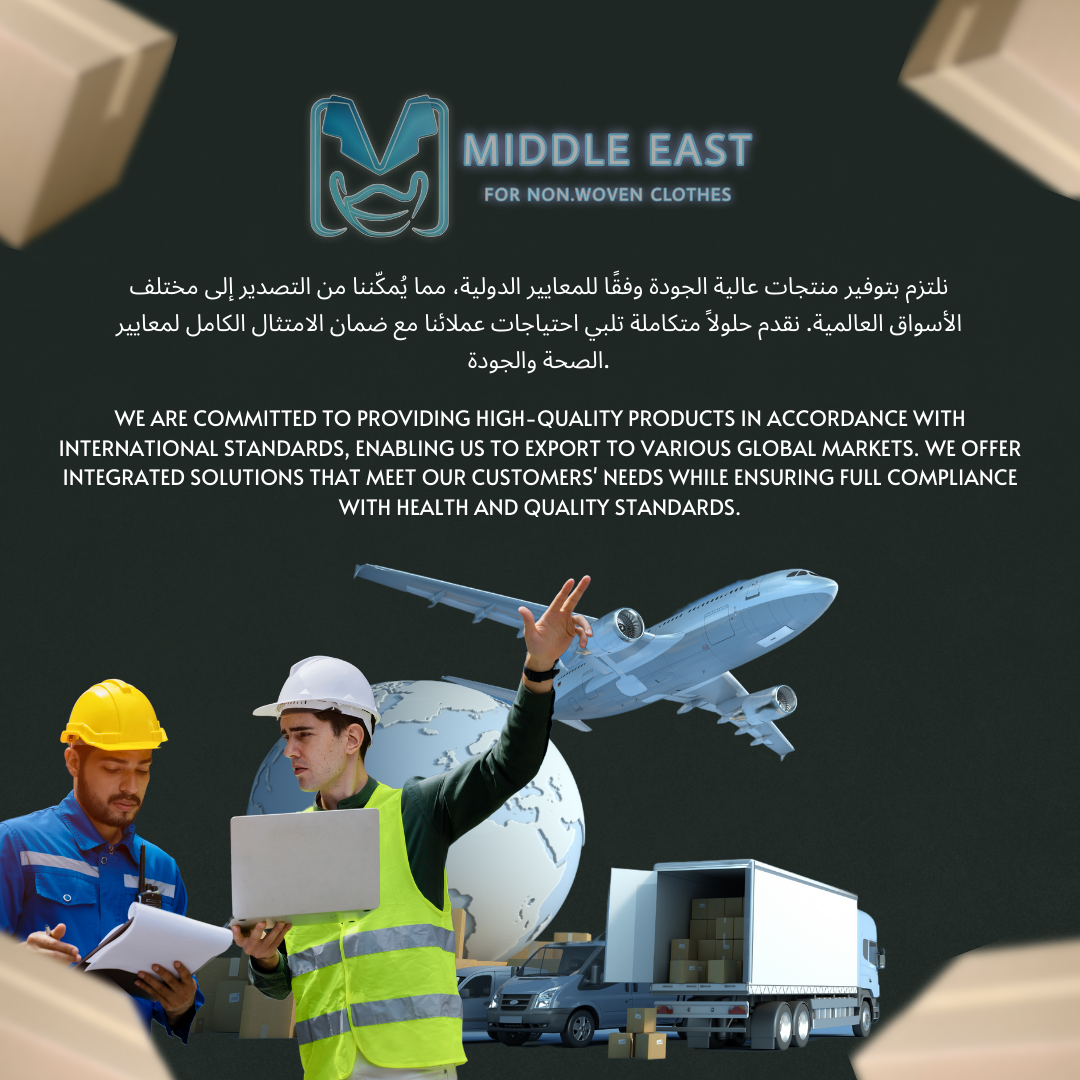 MIDDLE EAST
FOR NON.WOVEN CLOTHES
نلتزم بتوفير منتجات عالية الجودة وفقًا للمعايير الدولية، مما يُمكّننا من التصدير إلى مختلف
الأسواق العالمية. نقدم حلولاً متكاملة تلبي احتياجات عملائنا مع ضمان الامتثال الكامل لمعايير
.الصحة والجودة
WE ARE COMMITTED TO PROVIDING HIGH-QUALITY PRODUCTS IN ACCORDANCE WITH
INTERNATIONAL STANDARDS, ENABLING US TO EXPORT TO VARIOUS GLOBAL MARKETS. WE OFFER
INTEGRATED SOLUTIONS THAT MEET OUR CUSTOMERS' NEEDS WHILE ENSURING FULL COMPLIANCE
WITH HEALTH AND QUALITY STANDARDS.